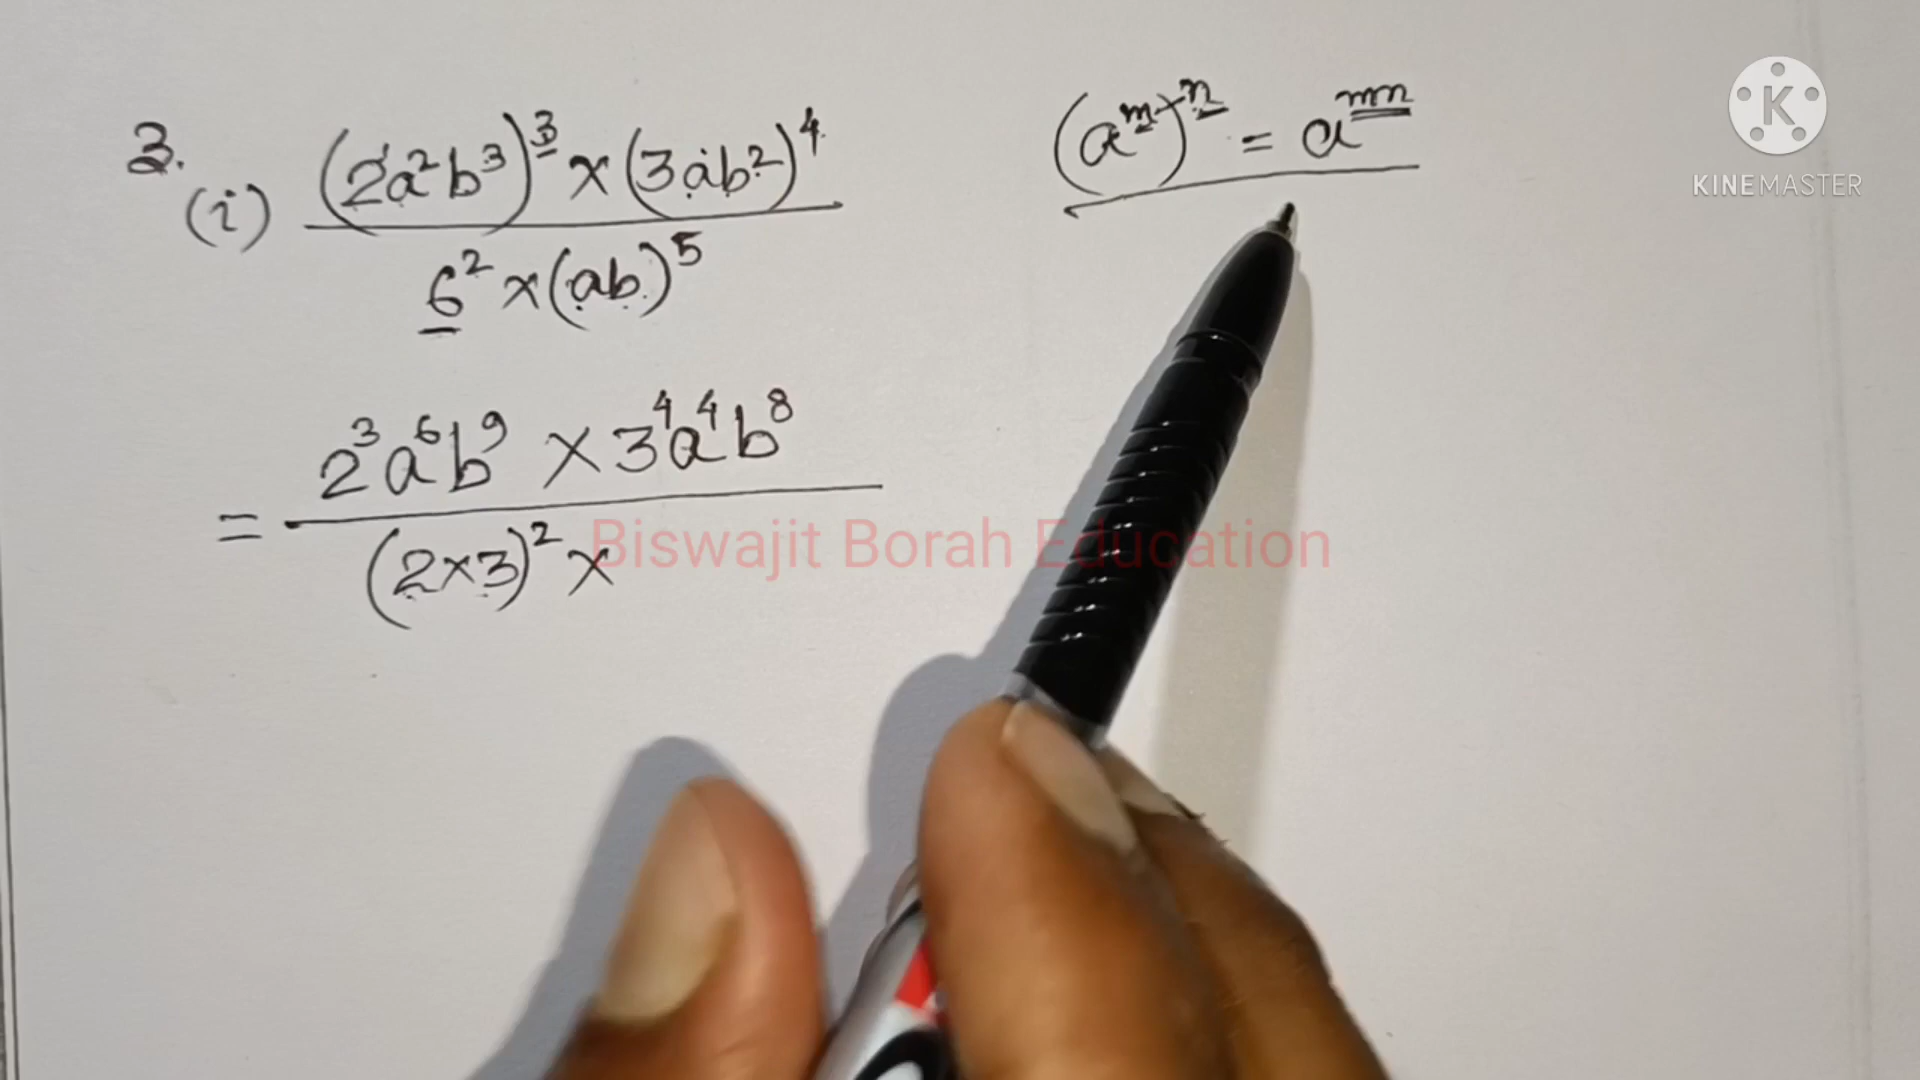 3.
(i) (2a²b³)³ × (3ab²)⁴
6² × (ab)⁵
= 2³a⁶b⁹ × 3⁴a⁴b⁸
(2×3)² ×
(aᵐ)ⁿ = aᵐⁿ
K
KINEMASTER
Biswajit Borah Education